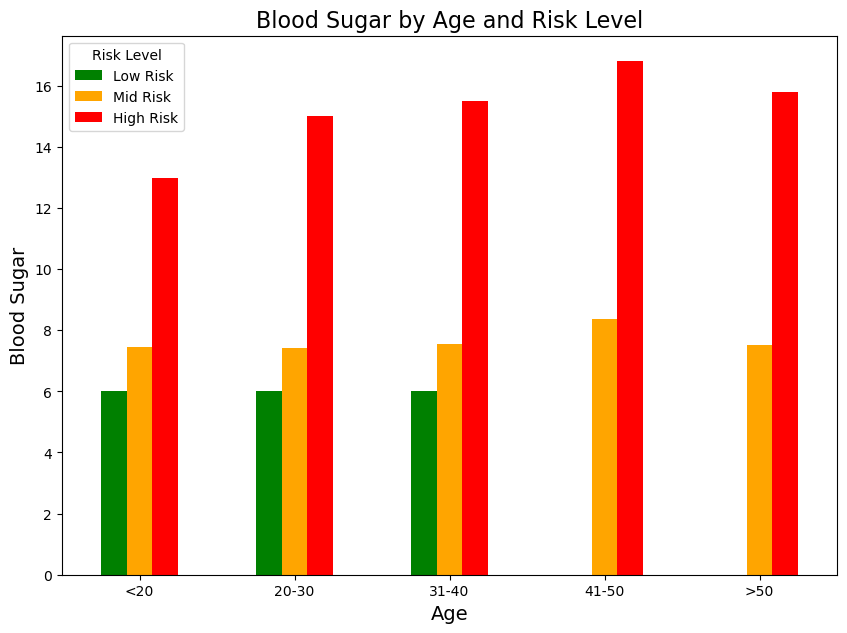 Blood Sugar by Age and Risk Level
Risk Level
Low Risk
Mid Risk
High Risk
Blood Sugar
16
14
12
10
8
6
4
2
0
<20
20-30
31-40
41-50
>50
Age